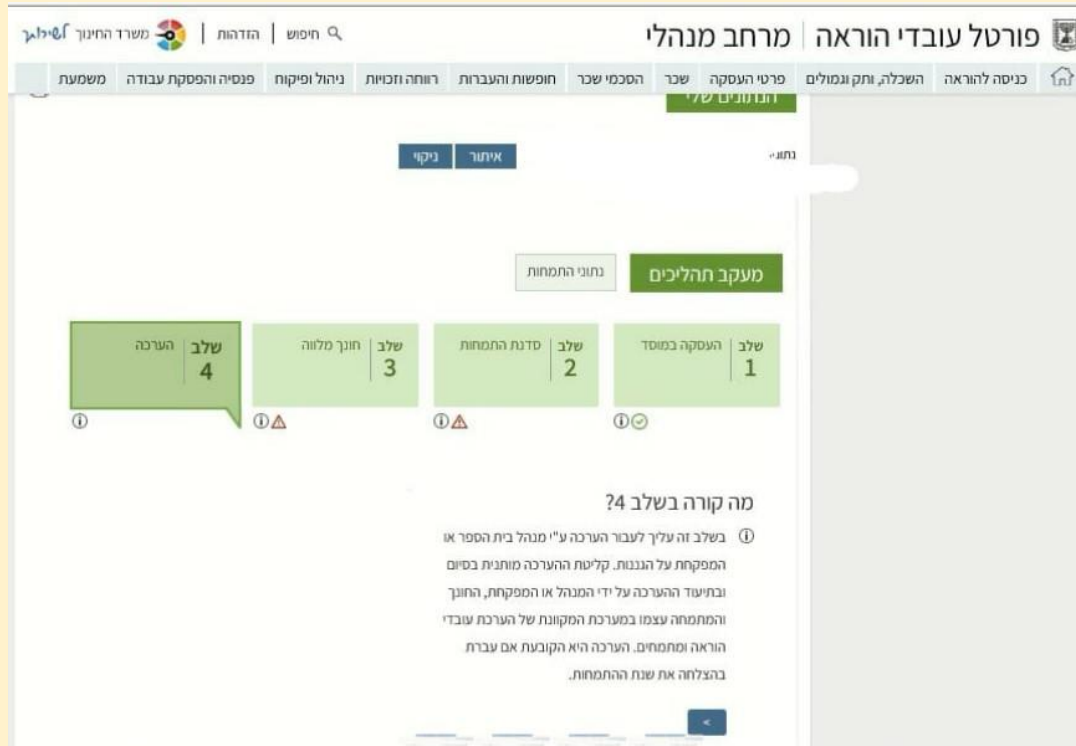 פורטל עובדי הוראה | מרחב מנהלי
חיפוש | הזדהות | משרד החינוך לשירותך
כניסה להוראה השכלה, ותק וגמולים פרטי העסקה שכר הסכמי שכר חופשות והעברות רווחה וזכויות ניהול ופיקוח פנסיה והפסקת עבודה משמעת
הנתונים שלי
איתור ניקוי
מעקב תהליכים נתוני התמחות
שלב 1 העסקה במוסד
שלב 2 סדנת התמחות
שלב 3 חונך מלווה
שלב 4 הערכה
מה קורה בשלב 4?
בשלב זה עליך לעבור הערכה ע"י מנהל בית הספר או
המפקחת על הגננות. קליטת ההערכה מותנית בסיום
ובתיעוד ההערכה על ידי המנהל או המפקחת, החונך
והמתמחה עצמו במערכת המקוונת של הערכת עובדי
הוראה ומתמחים. הערכה היא הקובעת אם עברת
בהצלחה את שנת ההתמחות.